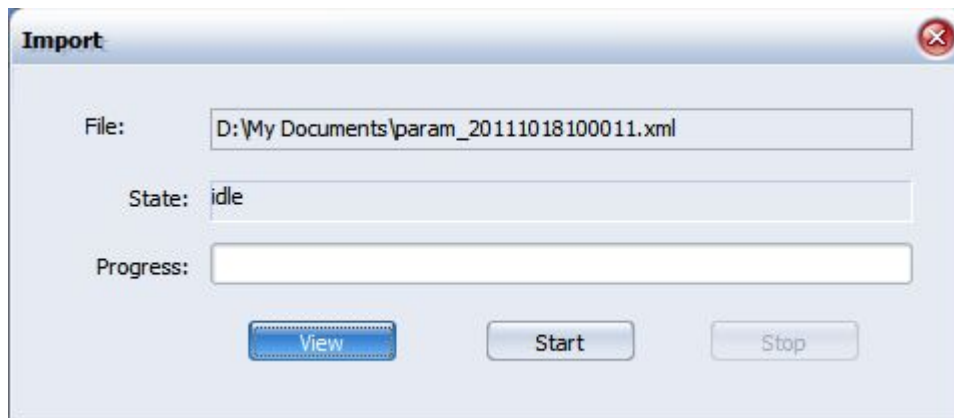 Import
File: D:\My Documents\param_20111018100011.xml
State: idle
Progress:
View Start Stop